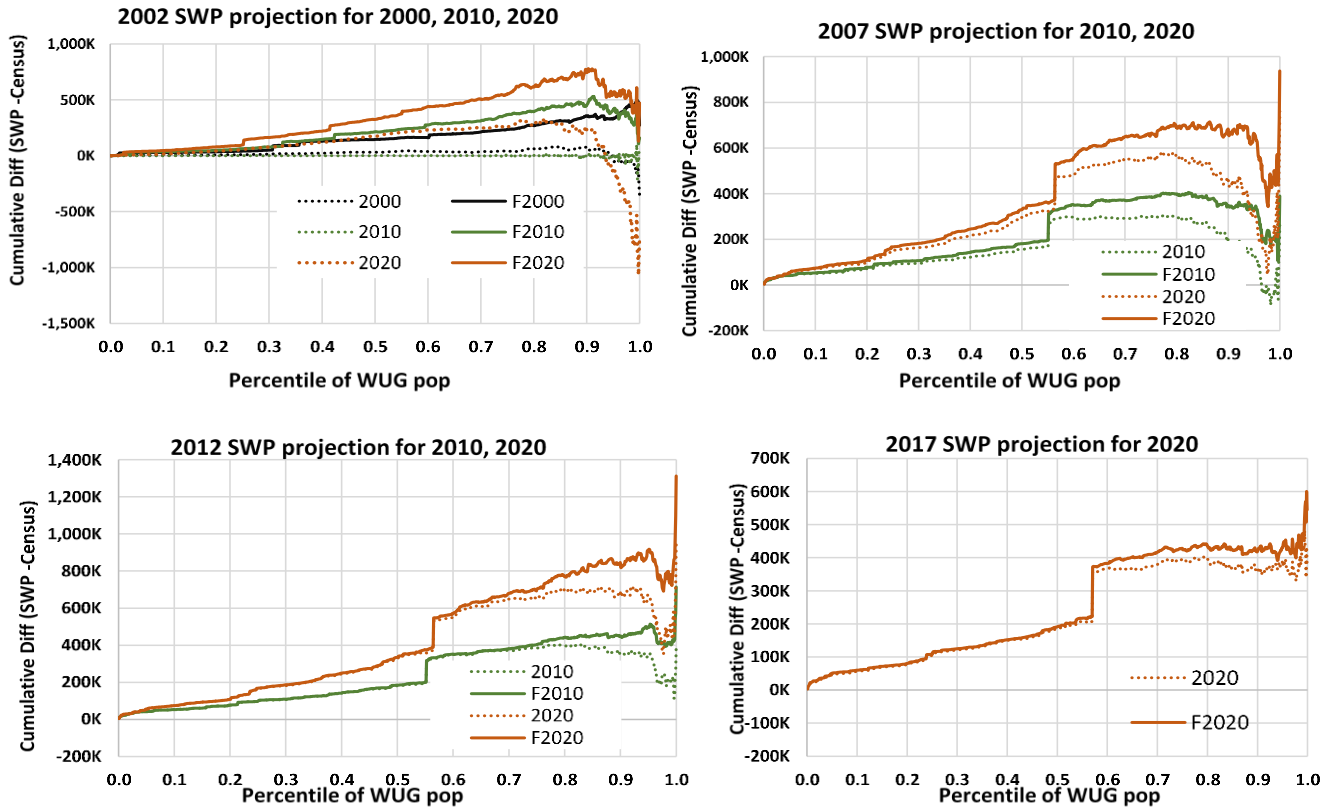 2002 SWP projection for 2000, 2010, 2020
Cumulative Diff (SWP -Census)
1,000K
500K
0K
-500K
-1,000K
-1,500K
2000
F2000
2010
F2010
2020
F2020
0.0 0.1 0.2 0.3 0.4 0.5 0.6 0.7 0.8 0.9 1.0
Percentile of WUG pop
2007 SWP projection for 2010, 2020
Cumulative Diff (SWP -Census)
1,000K
800K
600K
400K
200K
0K
-200K
2010
F2010
2020
F2020
0.0 0.1 0.2 0.3 0.4 0.5 0.6 0.7 0.8 0.9 1.0
Percentile of WUG pop
2012 SWP projection for 2010, 2020
Cumulative Diff (SWP -Census)
1,400K
1,200K
1,000K
800K
600K
400K
200K
0K
-200K
2010
F2010
2020
F2020
0.0 0.1 0.2 0.3 0.4 0.5 0.6 0.7 0.8 0.9 1.0
Percentile of WUG pop
2017 SWP projection for 2020
Cumulative Diff (SWP -Census)
700K
600K
500K
400K
300K
200K
100K
0K
-100K
-200K
2020
F2020
0.0 0.1 0.2 0.3 0.4 0.5 0.6 0.7 0.8 0.9 1.0
Percentile of WUG pop